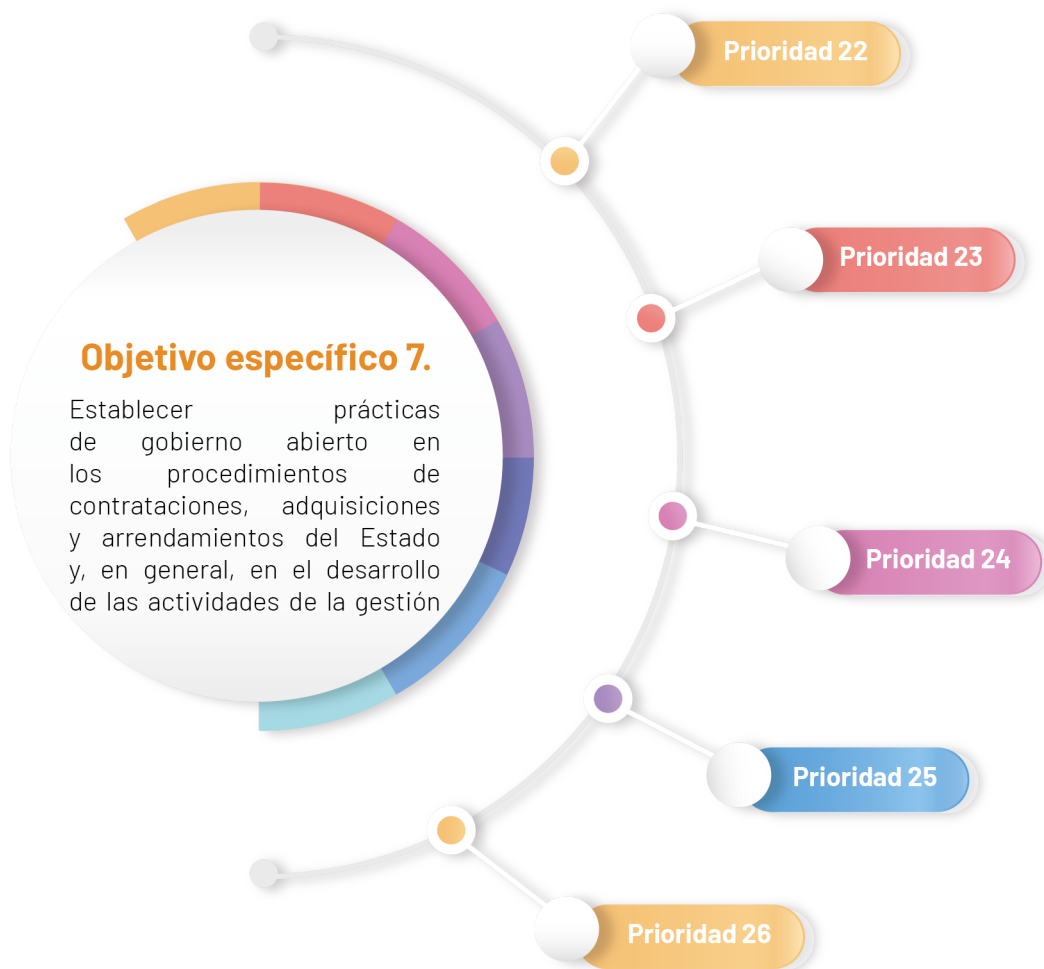 Objetivo específico 7.
Establecer prácticas
de gobierno abierto en
los procedimientos de
contrataciones, adquisiciones
y arrendamientos del Estado
y, en general, en el desarrollo
de las actividades de la gestión
Prioridad 22
Prioridad 23
Prioridad 24
Prioridad 25
Prioridad 26